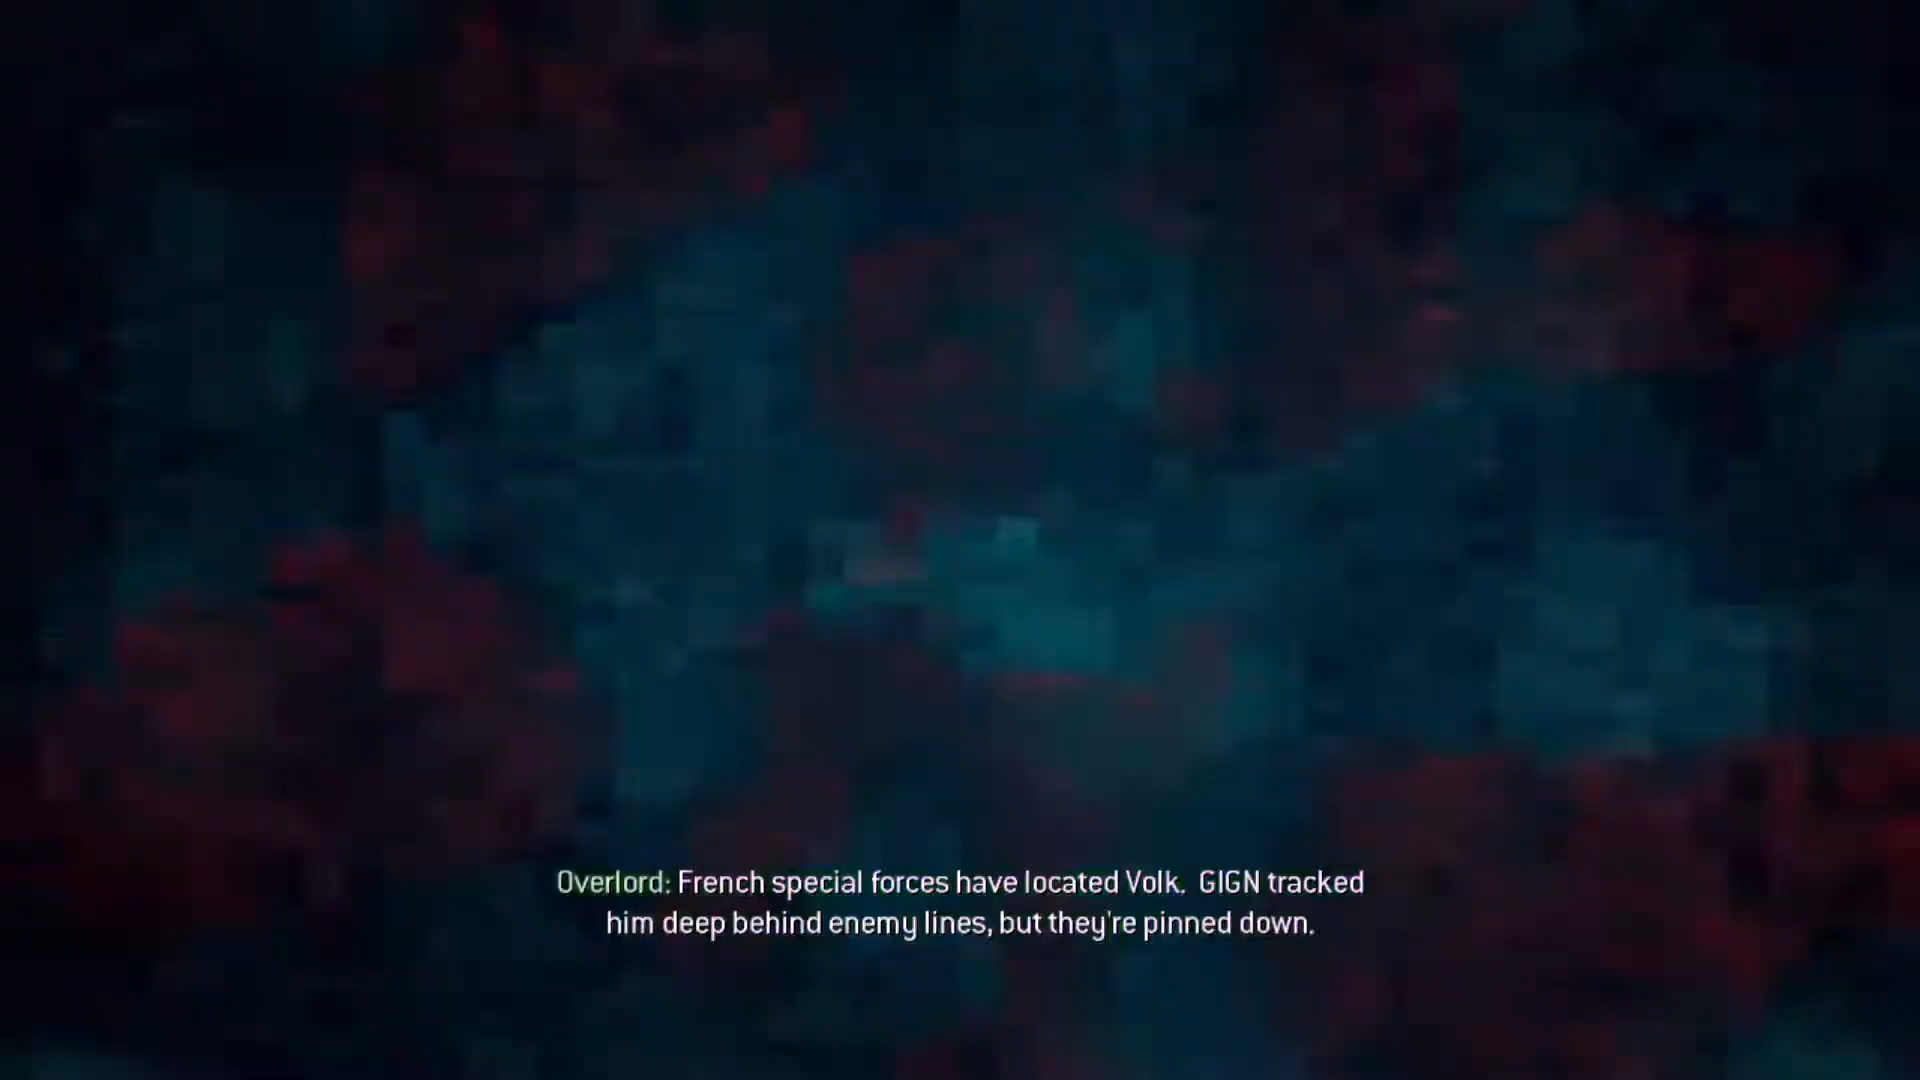 Overlord: French special forces have located Volk.  GIGN tracked
him deep behind enemy lines, but they're pinned down.